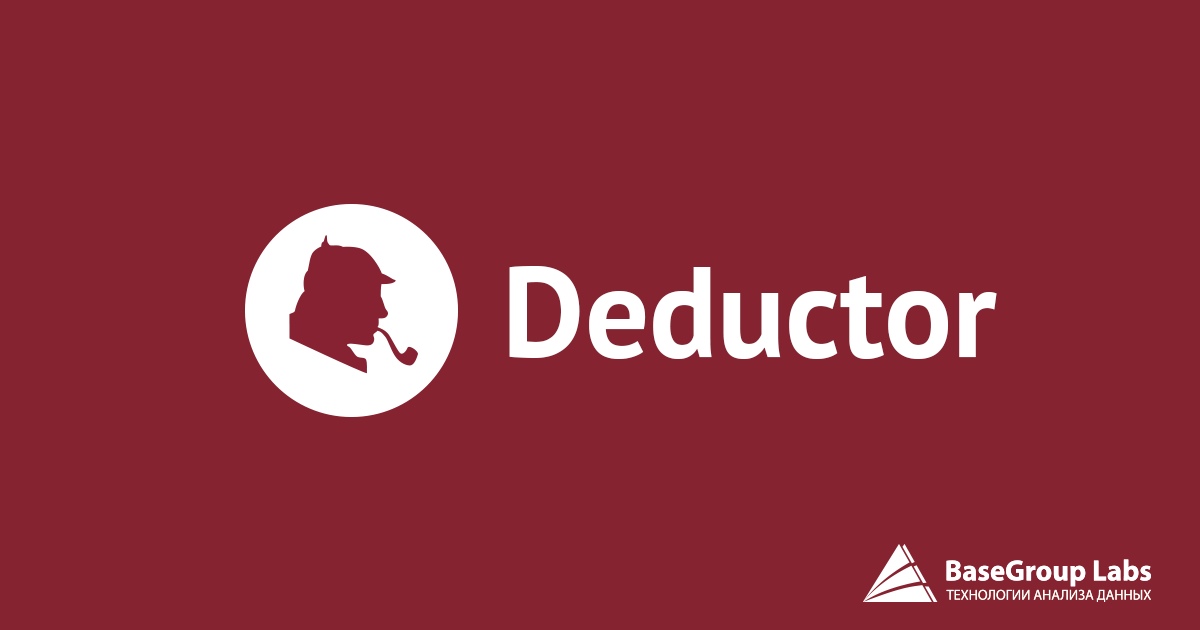 Deductor
BaseGroup Labs
ТЕХНОЛОГИИ АНАЛИЗА ДАННЫХ